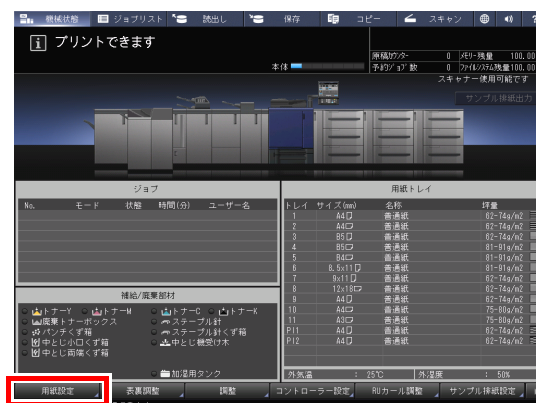 機械状態 ジョブリスト 読出し 保存 コピー スキャン
プリントできます
本体
原稿カウンター 0 メモリー残量 100.00
予約ジョブ数 0 ファイルシステム残量100.00
スキャナー使用可能です
サンプル排紙出力
ジョブ
No. モード 状態 時間(分) ユーザー名
用紙トレイ
トレイ サイズ(mm) 名称 坪量
1 A4 普通紙 62-74g/m2
2 A4 普通紙 62-74g/m2
3 B5 普通紙 62-74g/m2
4 B5 普通紙 81-91g/m2
5 B4 普通紙 81-91g/m2
6 8.5x11 普通紙 81-91g/m2
7 9x11 普通紙 62-74g/m2
8 12x18 普通紙 62-74g/m2
9 A4 普通紙 62-74g/m2
10 A4 普通紙 75-80g/m2
11 A3 普通紙 75-80g/m2
PI1 A4 普通紙 62-74g/m2
PI2 A4 普通紙 62-74g/m2
補給/廃棄部材
トナーY トナーM トナーC トナーK
廃棄トナーボックス ステープル針
パンチくず箱 ステープル針くず箱
中とじ小口くず箱 中とじ機受け木
中とじ両端くず箱
加湿用タンク
外気温 : 25℃ 外湿度 : 50%
用紙設定 表裏調整 調整 コントローラー設定 RUカール調整 サンプル排紙設定